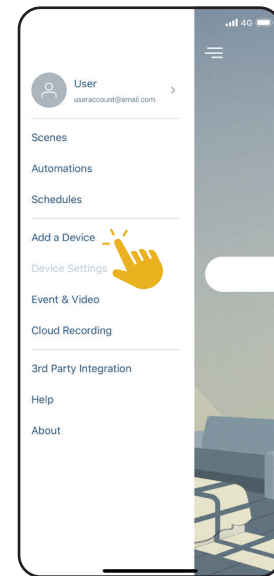 4G
User
useraccount@email.com
Scenes
Automations
Schedules
Add a Device
Device Settings
Event & Video
Cloud Recording
3rd Party Integration
Help
About